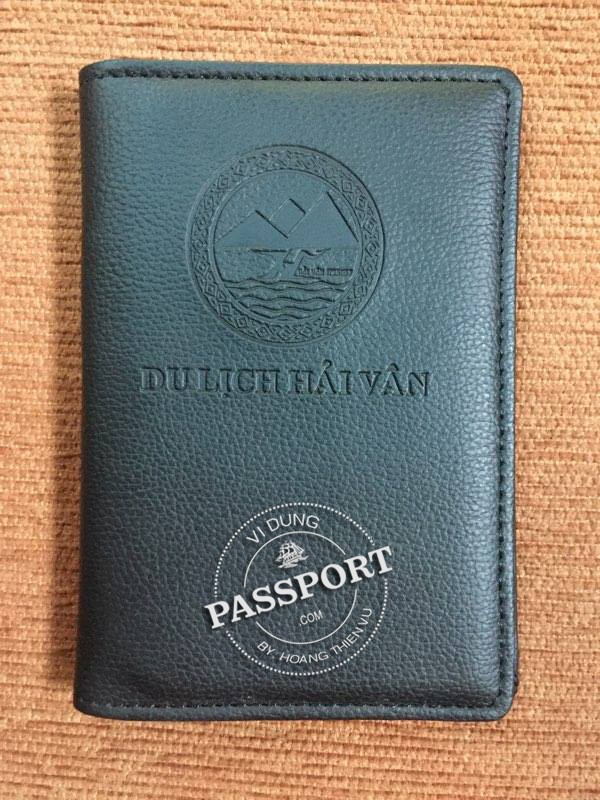 DU LỊCH HẢI VÂN
VI DUNG
PASSPORT
.COM
BY. HOANG THIEN VU